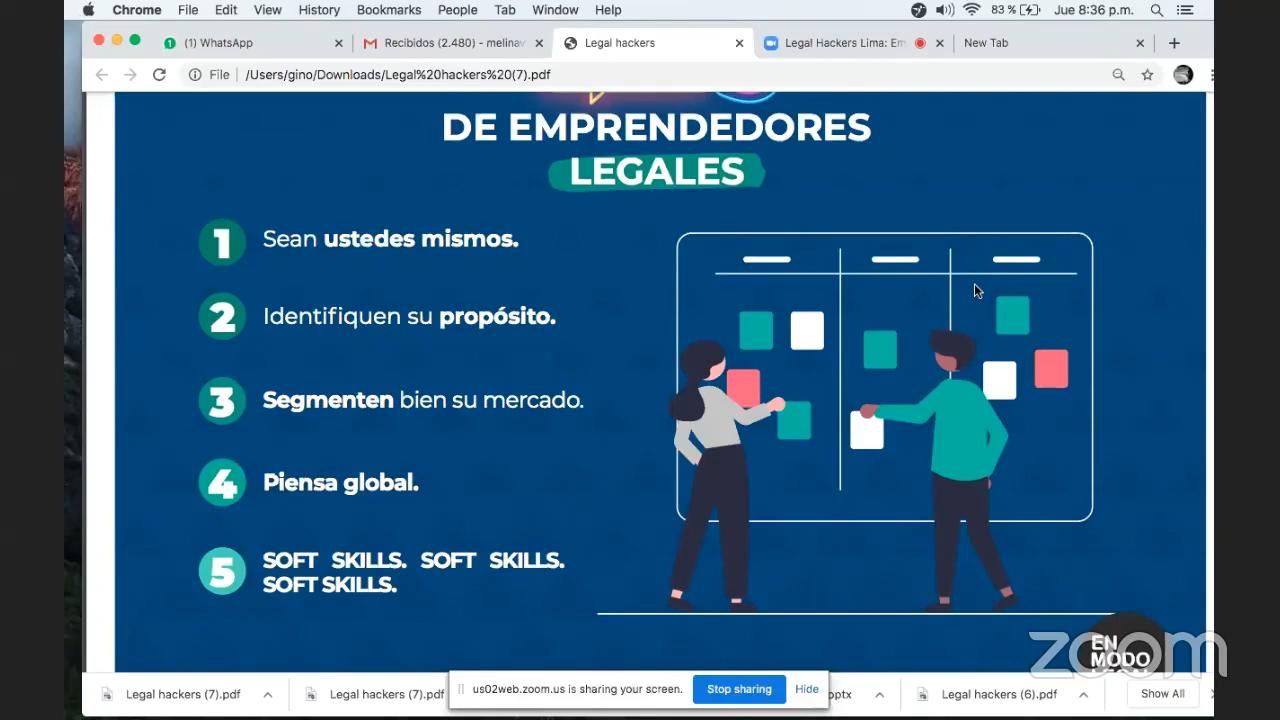 Chrome File Edit View History Bookmarks People Tab Window Help 83 % Jue 8:36 p.m.
(1) WhatsApp Recibidos (2.480) - melinav Legal hackers Legal Hackers Lima: Em New Tab
File /Users/gino/Downloads/Legal%20hackers%20(7).pdf
DE EMPRENDEDORES
LEGALES
1 Sean ustedes mismos.
2 Identifiquen su propósito.
3 Segmenten bien su mercado.
4 Piensa global.
5 SOFT SKILLS. SOFT SKILLS.
SOFT SKILLS.
EN
MODO
zoom
Legal hackers (7).pdf Legal hackers (7).pdf us02web.zoom.us is sharing your screen. Stop sharing Hide pptx Legal hackers (6).pdf Show All